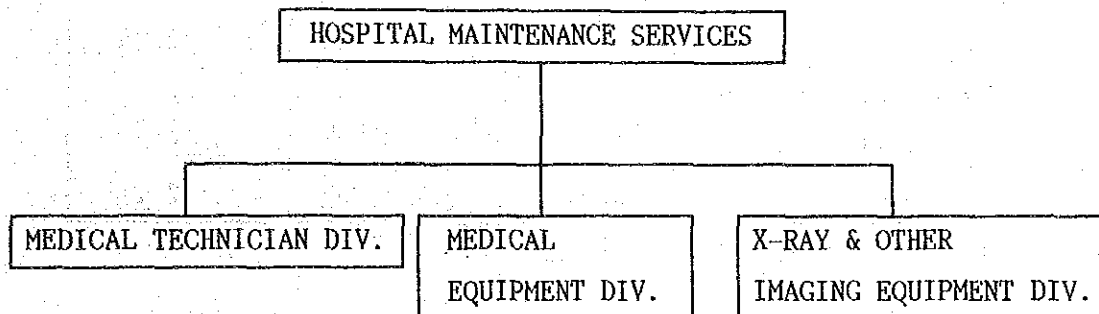 HOSPITAL MAINTENANCE SERVICES
MEDICAL TECHNICIAN DIV.
MEDICAL
EQUIPMENT DIV.
X-RAY & OTHER
IMAGING EQUIPMENT DIV.